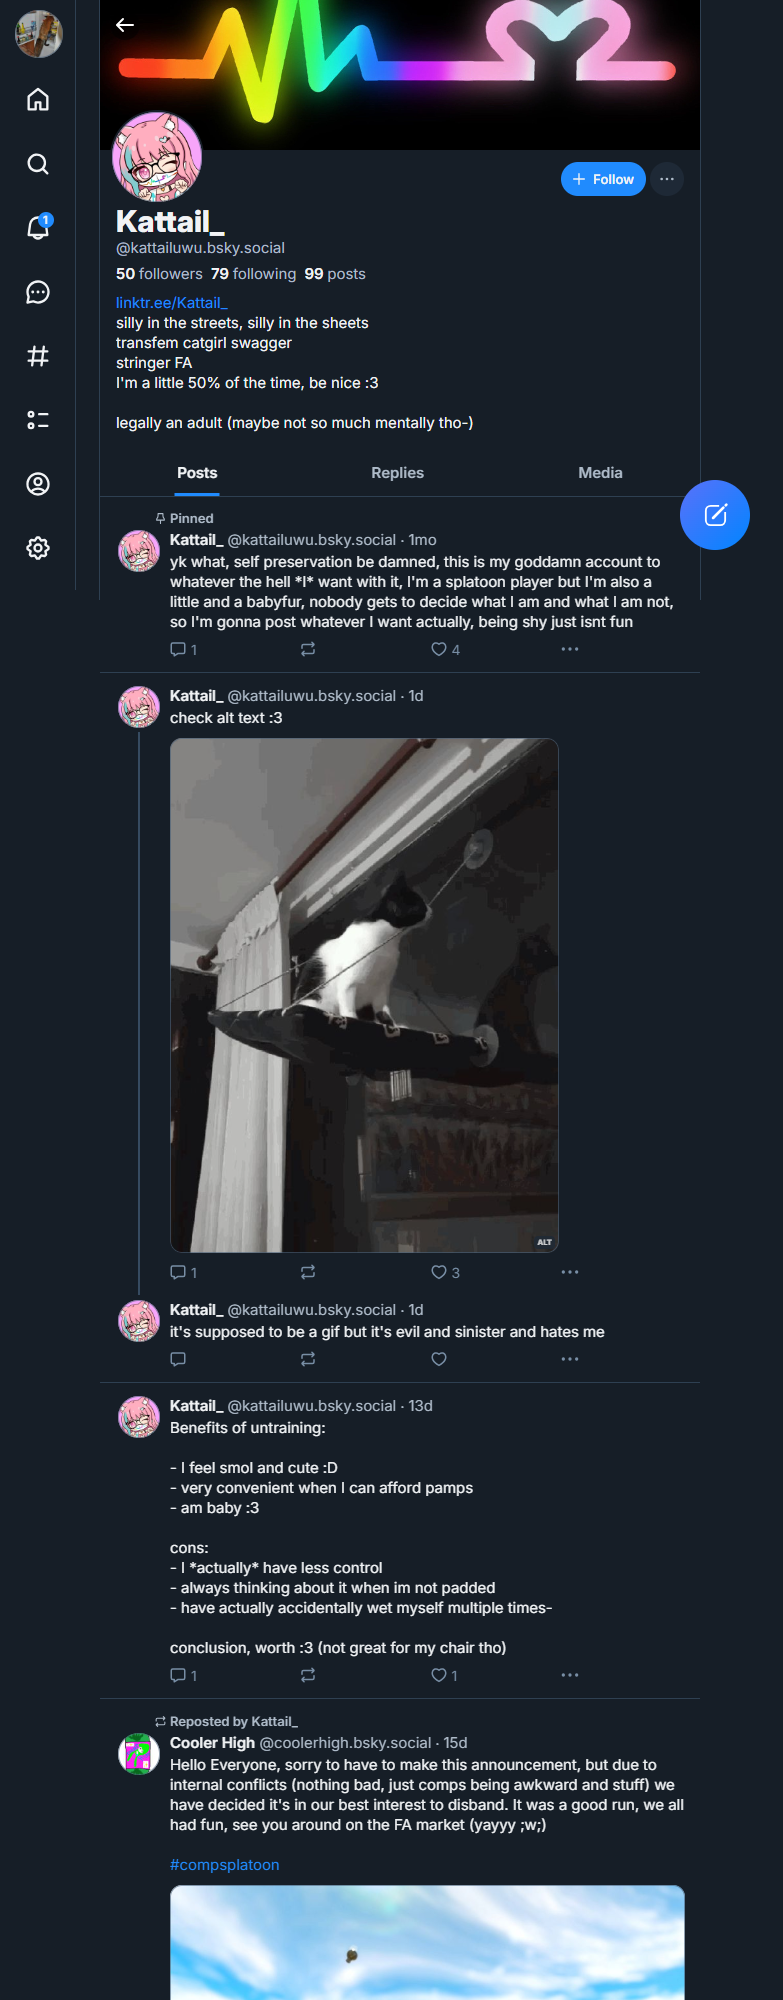 1
+ Follow
Kattail_
@kattailuwu.bsky.social
50 followers 79 following 99 posts
linktr.ee/Kattail_
silly in the streets, silly in the sheets
transfem catgirl swagger
stringer FA
I'm a little 50% of the time, be nice :3
legally an adult (maybe not so much mentally tho-)
Posts Replies Media
Pinned
Kattail_ @kattailuwu.bsky.social · 1mo
yk what, self preservation be damned, this is my goddamn account to
whatever the hell *I* want with it, I'm a splatoon player but I'm also a
little and a babyfur, nobody gets to decide what I am and what I am not,
so I'm gonna post whatever I want actually, being shy just isnt fun
1 4
Kattail_ @kattailuwu.bsky.social · 1d
check alt text :3
ALT
1 3
Kattail_ @kattailuwu.bsky.social · 1d
it's supposed to be a gif but it's evil and sinister and hates me
Kattail_ @kattailuwu.bsky.social · 13d
Benefits of untraining:
- I feel smol and cute :D
- very convenient when I can afford pamps
- am baby :3
cons:
- I *actually* have less control
- always thinking about it when im not padded
- have actually accidentally wet myself multiple times-
conclusion, worth :3 (not great for my chair tho)
1 1
Reposted by Kattail_
Cooler High @coolerhigh.bsky.social · 15d
Hello Everyone, sorry to have to make this announcement, but due to
internal conflicts (nothing bad, just comps being awkward and stuff) we
have decided it's in our best interest to disband. It was a good run, we all
had fun, see you around on the FA market (yayyy ;w;)
#compsplatoon